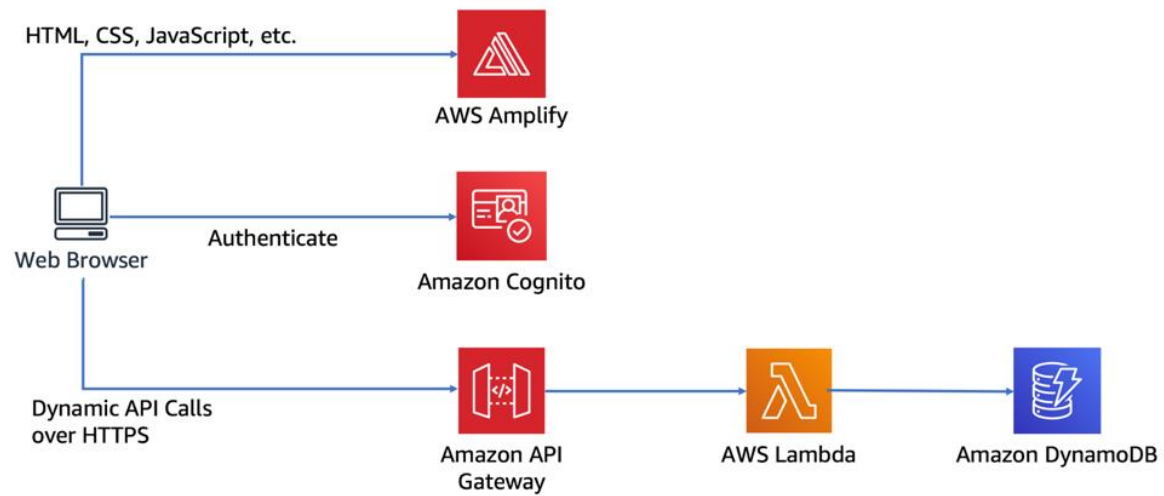 HTML, CSS, JavaScript, etc.
AWS Amplify
Web Browser
Authenticate
Amazon Cognito
Dynamic API Calls
over HTTPS
Amazon API
Gateway
AWS Lambda
Amazon DynamoDB